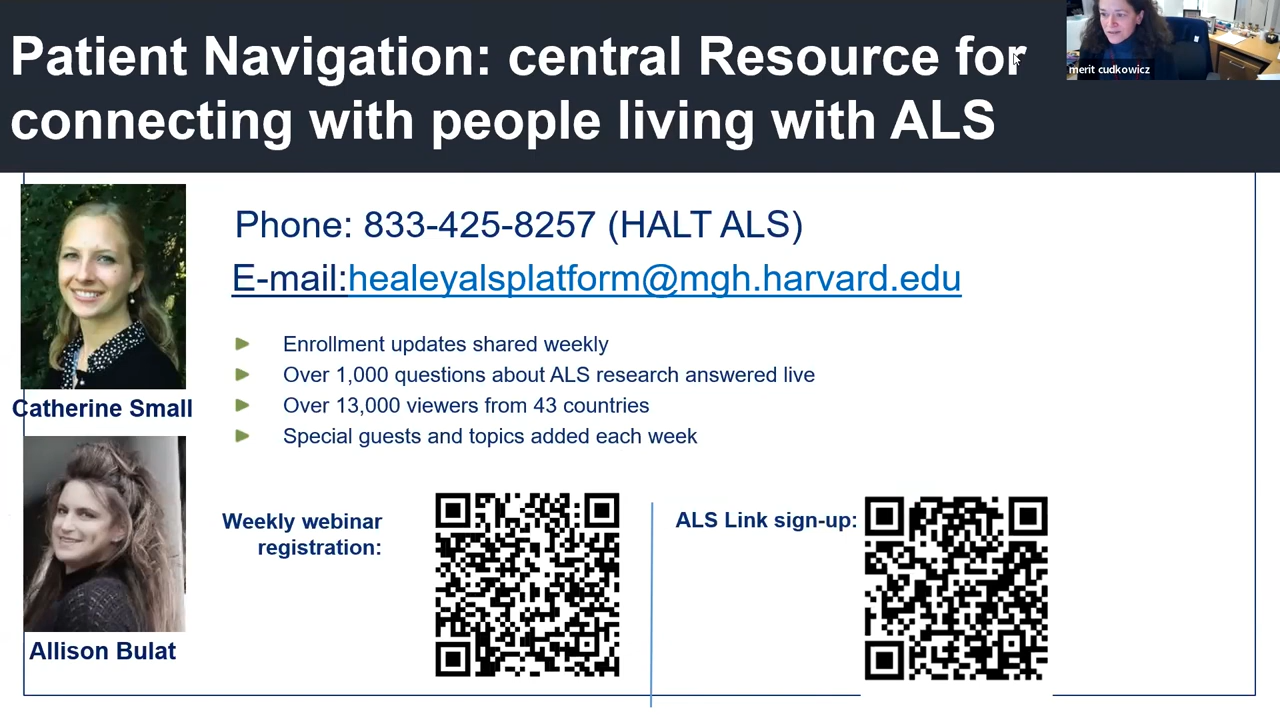 Patient Navigation: central Resource for
connecting with people living with ALS
merit cudkowicz
Phone: 833-425-8257 (HALT ALS)
E-mail:healeyalsplatform@mgh.harvard.edu
Enrollment updates shared weekly
Over 1,000 questions about ALS research answered live
Over 13,000 viewers from 43 countries
Special guests and topics added each week
Catherine Small
Allison Bulat
Weekly webinar
registration:
ALS Link sign-up: